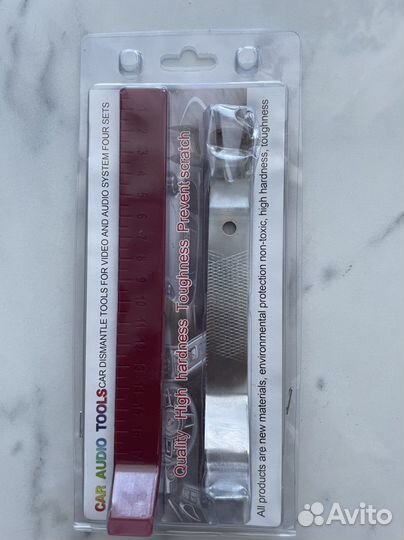 CAR AUDIO TOOLS CAR DISMANTLE TOOLS FOR VIDEO AND AUDIO SYSTEM FOUR SETS
Quality High hardness Toughness Prevent scratch
All products are new materials, environmental protection non-toxic, high hardness, toughness
Avito